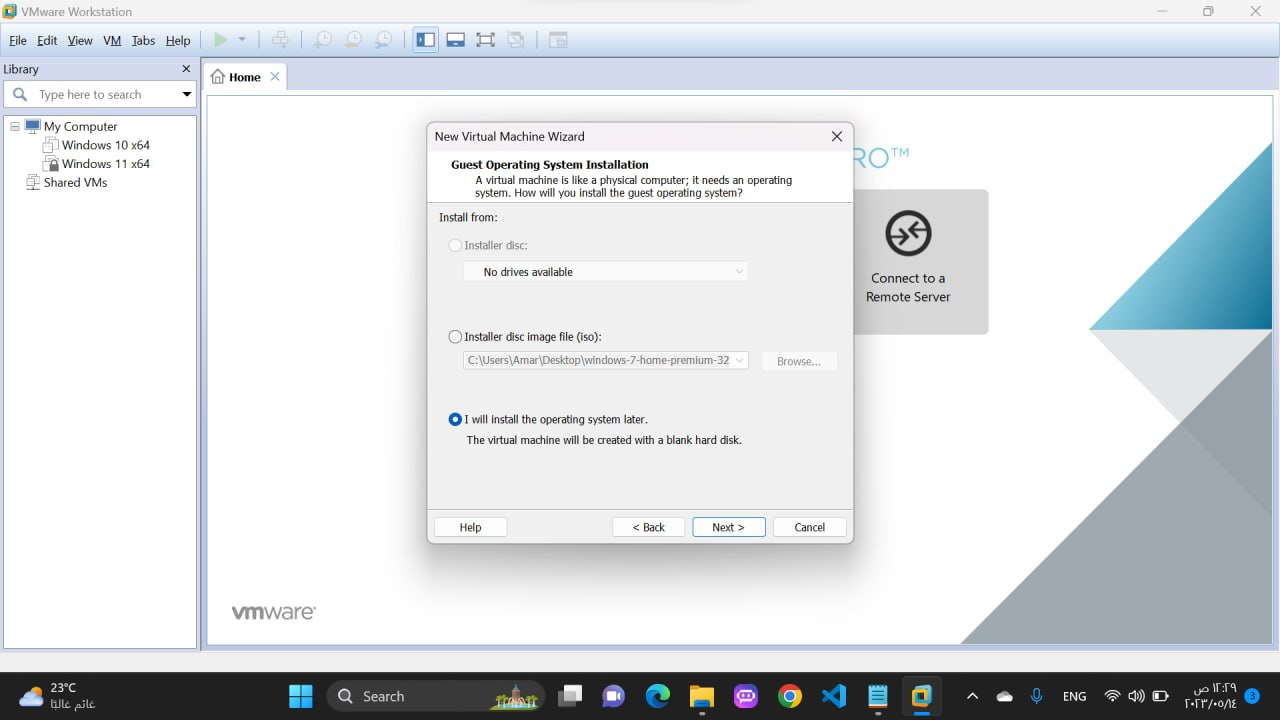 VMware Workstation
File Edit View VM Tabs Help
Library
Home
Type here to search
My Computer
Windows 10 x64
Windows 11 x64
Shared VMs
RO™
Connect to a
Remote Server
New Virtual Machine Wizard
Guest Operating System Installation
A virtual machine is like a physical computer; it needs an operating
system. How will you install the guest operating system?
Install from:
Installer disc:
No drives available
Installer disc image file (iso):
C:\Users\Amar\Desktop\windows-7-home-premium-32
Browse...
I will install the operating system later.
The virtual machine will be created with a blank hard disk.
Help
< Back
Next >
Cancel
vmware®
23°C
غائم غالبًا
Search
ENG
١٢:٢٩ ص
٢٠٢٣/٠٥/١٤
3